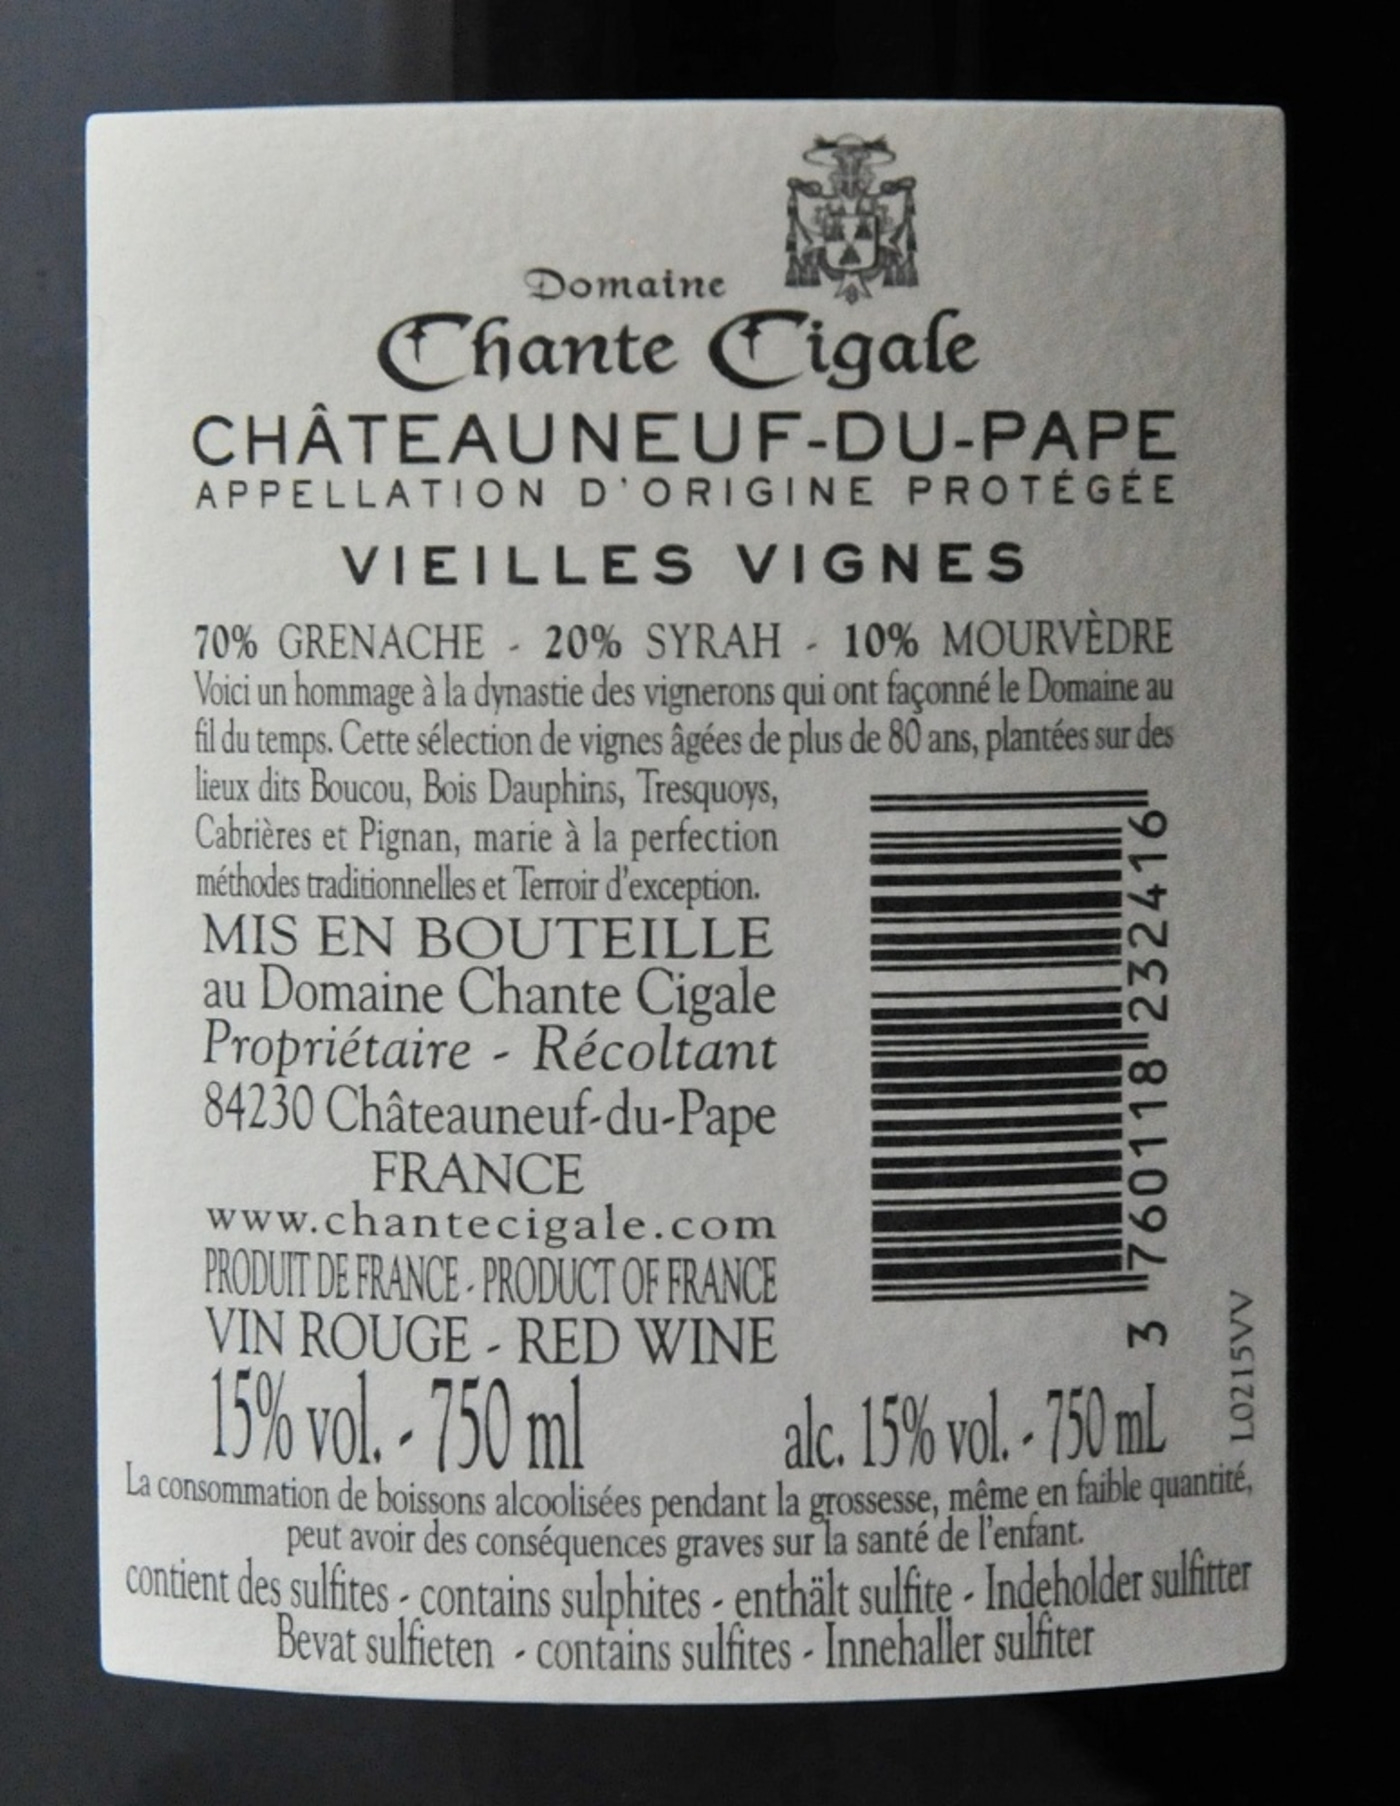 Domaine
Chante Cigale
CHÂTEAUNEUF-DU-PAPE
APPELLATION D'ORIGINE PROTÉGÉE
VIEILLES VIGNES
70% GRENACHE - 20% SYRAH - 10% MOURVÈDRE
Voici un hommage à la dynastie des vignerons qui ont façonné le Domaine au
fil du temps. Cette sélection de vignes âgées de plus de 80 ans, plantées sur des
lieux dits Boucou, Bois Dauphins, Tresquoys,
Cabrières et Pignan, marie à la perfection
méthodes traditionnelles et Terroir d'exception.
MIS EN BOUTEILLE
au Domaine Chante Cigale
Propriétaire - Récoltant
84230 Châteauneuf-du-Pape
FRANCE
www.chantecigale.com
PRODUIT DE FRANCE - PRODUCT OF FRANCE
VIN ROUGE - RED WINE
3 760118 232416
L0215VV
15% vol. - 750 ml
alc. 15% vol. - 750 mL
La consommation de boissons alcoolisées pendant la grossesse, même en faible quantité,
peut avoir des conséquences graves sur la santé de l'enfant.
contient des sulfites - contains sulphites - enthält sulfite - Indeholder sulfitter
Bevat sulfieten - contains sulfites - Innehaller sulfiter